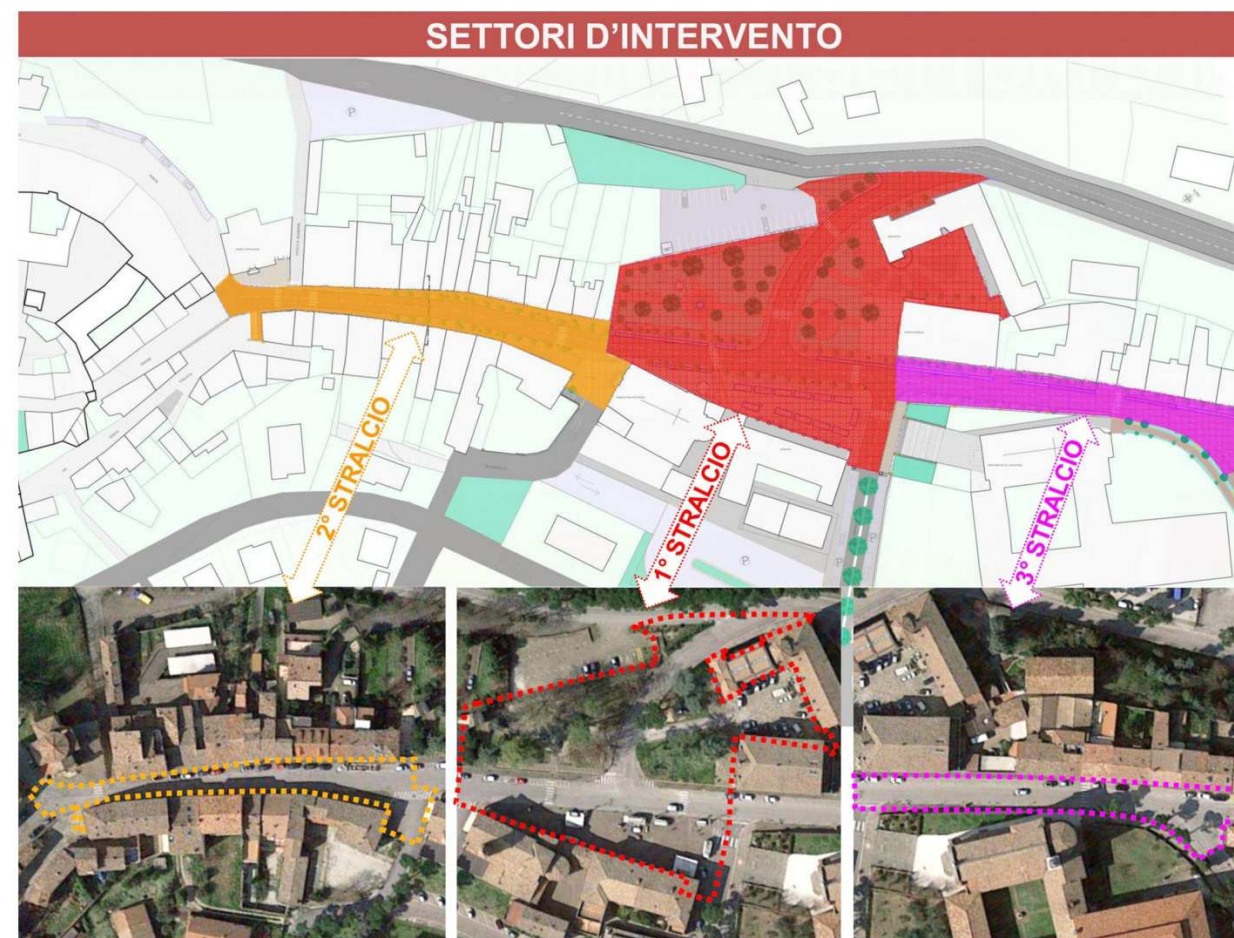 SETTORI D'INTERVENTO
P
2° STRALCIO
1° STRALCIO
3° STRALCIO
P
P